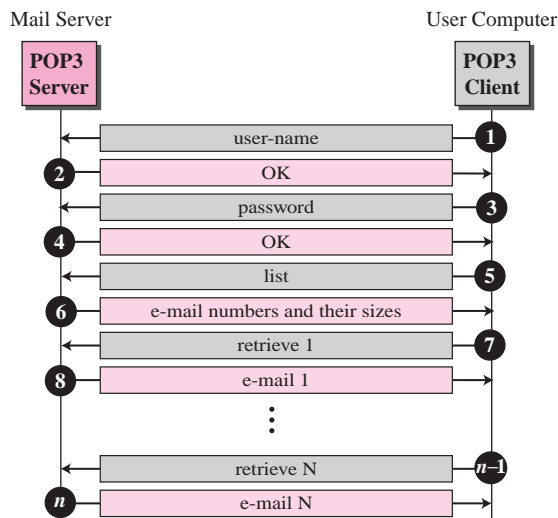 Mail Server
User Computer
POP3
Server
POP3
Client
user-name
1
2
OK
password
3
4
OK
list
5
6
e-mail numbers and their sizes
retrieve 1
7
8
e-mail 1
retrieve N
n–1
n
e-mail N